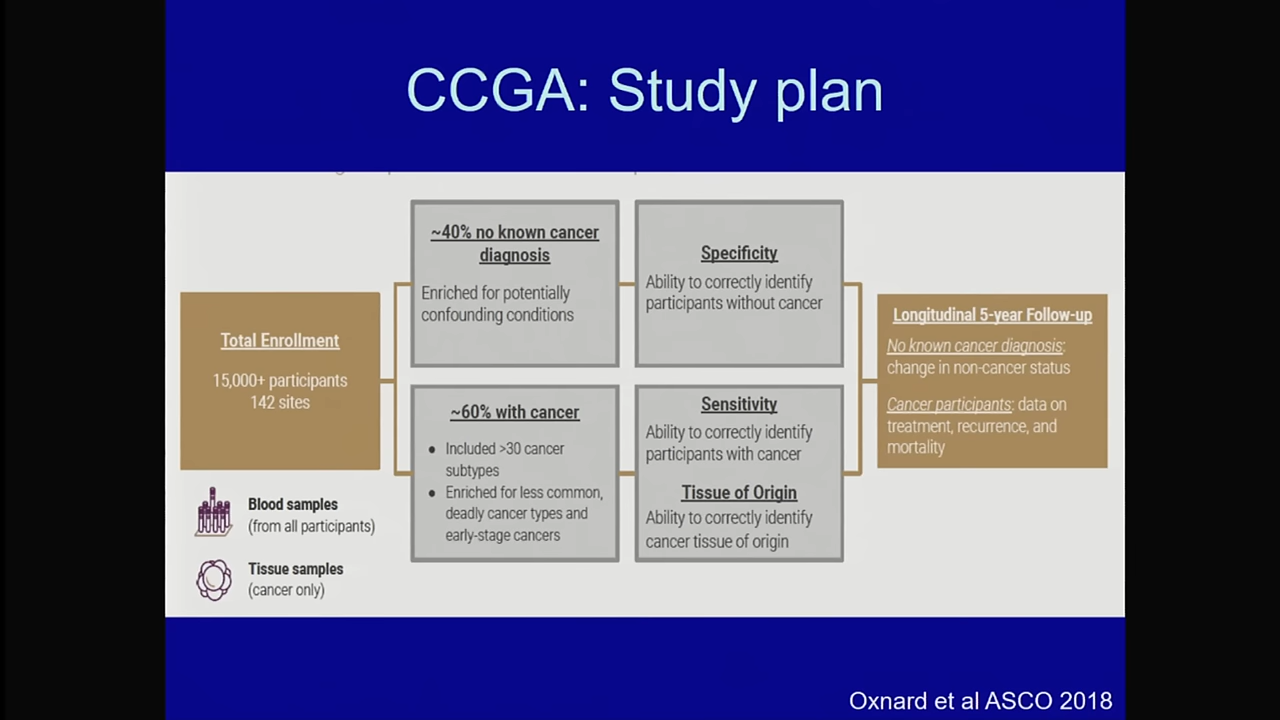 CCGA: Study plan
Total Enrollment
15,000+ participants
142 sites
Blood samples
(from all participants)
Tissue samples
(cancer only)
~40% no known cancer
diagnosis
Enriched for potentially
confounding conditions
~60% with cancer
• Included >30 cancer
subtypes
• Enriched for less common,
deadly cancer types and
early-stage cancers
Specificity
Ability to correctly identify
participants without cancer
Sensitivity
Ability to correctly identify
participants with cancer
Tissue of Origin
Ability to correctly identify
cancer tissue of origin
Longitudinal 5-year Follow-up
No known cancer diagnosis:
change in non-cancer status
Cancer participants: data on
treatment, recurrence, and
mortality
Oxnard et al ASCO 2018